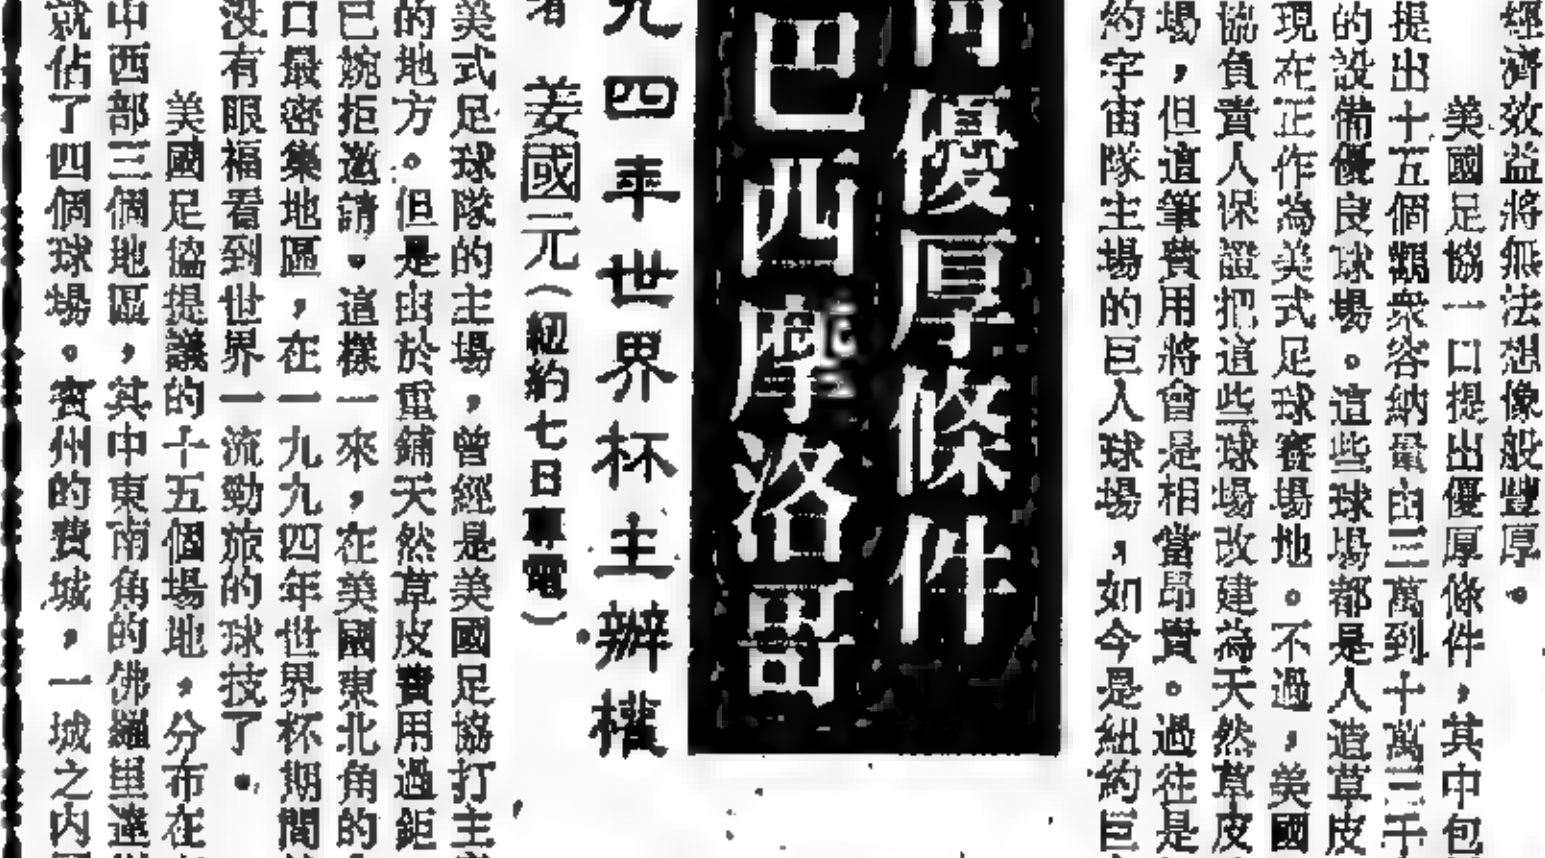 經濟效益將無法想像般豐厚。
美國足協一口提出優厚條件，其中包
提出十五個觀衆容納量由三萬到十萬二千
的設備優良球場。這些球場都是人造草皮
現在正作為美式足球賽場地。不過，美國
協負責人保證把這些球場改建為天然草皮
場，但這筆費用將會是相當昂貴。過往是
約宇宙隊主場的巨人球場，如今是紐約巨
優厚條件
巴西摩洛哥
九四年世界杯主辦權
姜國元（紐約七日專電）
美式足球隊的主場，曾經是美國足協打主
的地方。但是由於重鋪天然草皮費用過鉅
已婉拒邀請。這樣一來，在美國東北角的
口最密集地區，在一九九四年世界杯期間
沒有眼福看到世界一流勁旅的球技了。
美國足協提議的十五個場地，分布在
中西部三個地區，其中東南角的佛羅里達
就佔了四個球場。賓州的費城，一城之内